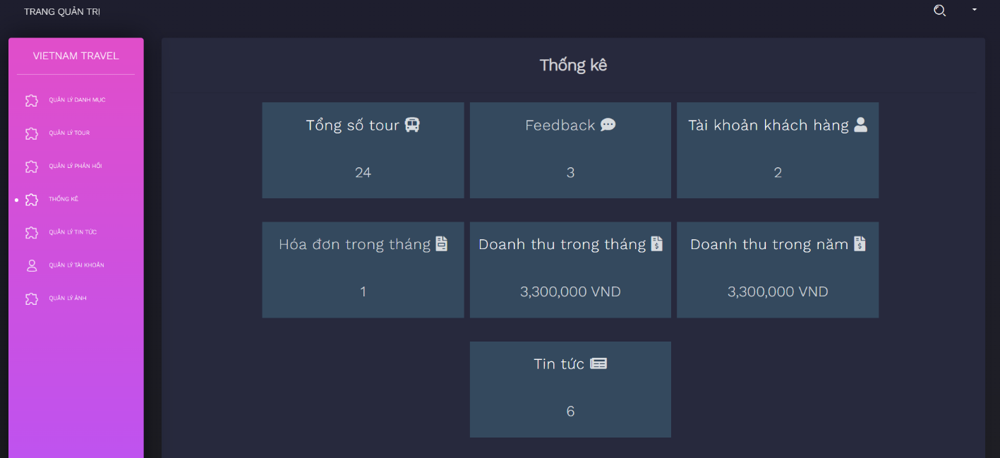 TRANG QUẢN TRỊ
VIETNAM TRAVEL
QUẢN LÝ DANH MỤC
QUẢN LÝ TOUR
QUẢN LÝ PHẢN HỒI
THỐNG KÊ
QUẢN LÝ TIN TỨC
QUẢN LÝ TÀI KHOẢN
QUẢN LÝ ẢNH
Thống kê
Tổng số tour
24
Feedback
3
Tài khoản khách hàng
2
Hóa đơn trong tháng
1
Doanh thu trong tháng
3,300,000 VND
Doanh thu trong năm
3,300,000 VND
Tin tức
6